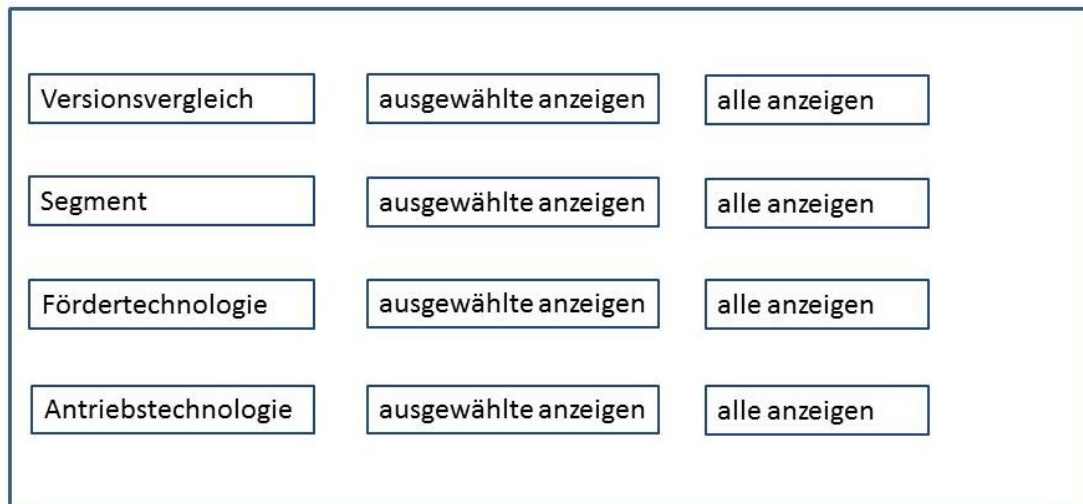 Versionsvergleich ausgewählte anzeigen alle anzeigen
Segment ausgewählte anzeigen alle anzeigen
Fördertechnologie ausgewählte anzeigen alle anzeigen
Antriebstechnologie ausgewählte anzeigen alle anzeigen